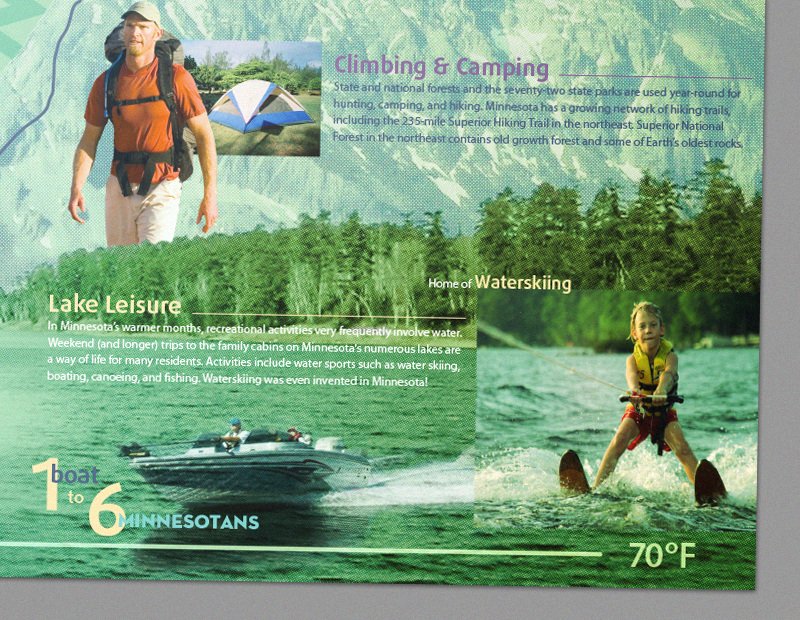 Climbing & Camping
State and national forests and the seventy-two state parks are used year-round for
hunting, camping, and hiking. Minnesota has a growing network of hiking trails,
including the 235-mile Superior Hiking Trail in the northeast. Superior National
Forest in the northeast contains old growth forest and some of Earth's oldest rocks.
Home of Waterskiing
Lake Leisure
In Minnesota's warmer months, recreational activities very frequently involve water.
Weekend (and longer) trips to the family cabins on Minnesota's numerous lakes are
a way of life for many residents. Activities include water sports such as water skiing,
boating, canoeing, and fishing. Waterskiing was even invented in Minnesota!
1 boat
to
6 MINNESOTANS
70°F